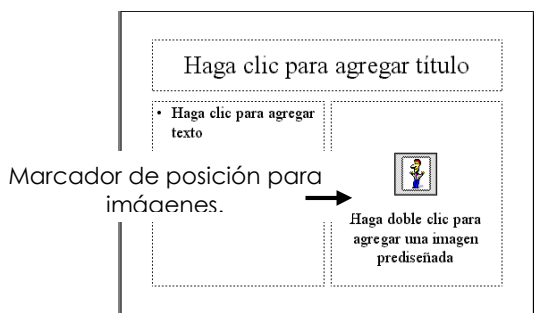 Haga clic para agregar título
• Haga clic para agregar
texto
Marcador de posición para
imágenes.
Haga doble clic para
agregar una imagen
prediseñada